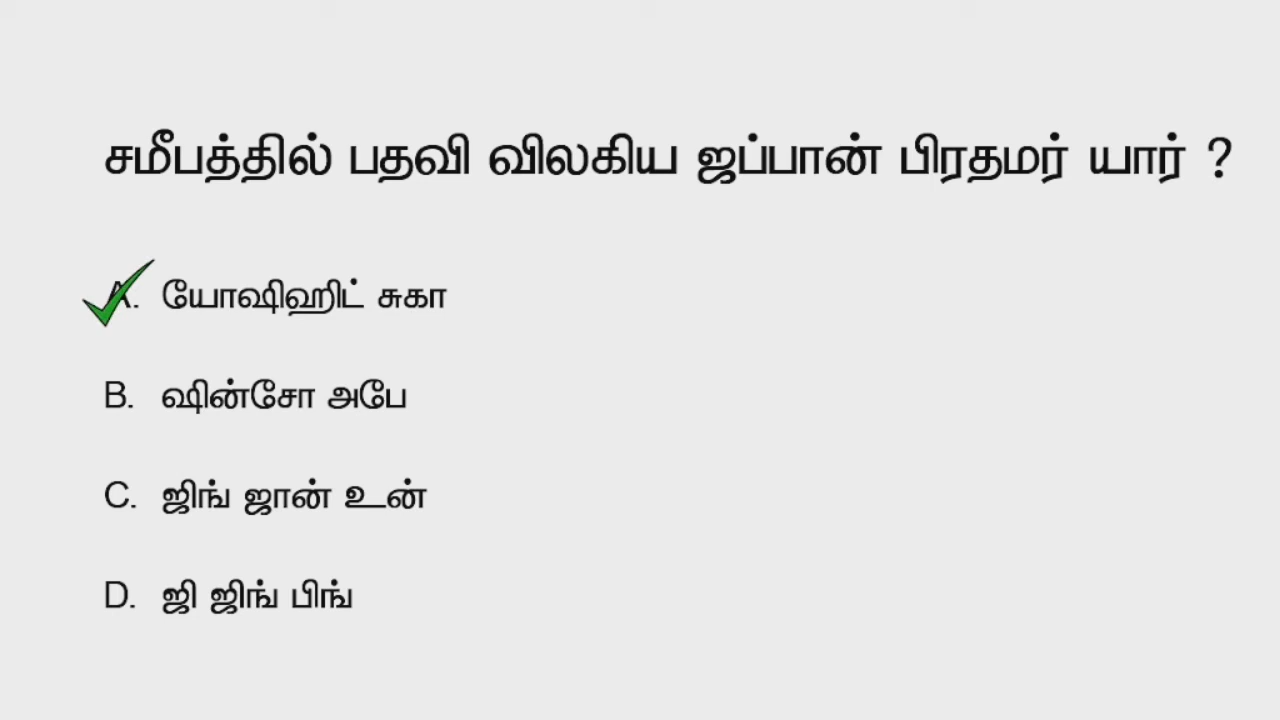 சமீபத்தில் பதவி விலகிய ஜப்பான் பிரதமர் யார் ?
A. யோஷிஹிட் சுகா
B. ஷின்சோ அபே
C. ஜிங் ஜான் உன்
D. ஜி ஜிங் பிங்